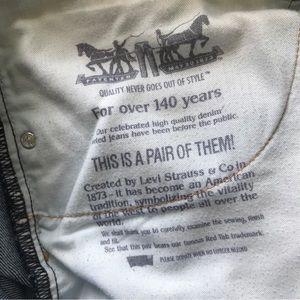 QUALITY NEVER GOES OUT OF STYLE™
For over 140 years
Our celebrated high quality denim
jeans have been before the public.
THIS IS A PAIR OF THEM!
Created by Levi Strauss & Co in
1873 - it has become an American
tradition, symbolizing the vitality
of the West to people all over the
world.
We shall thank you to carefully examine the sewing, finish
and fit.
See that this pair bears our famous Red Tab trademark.
PLEASE DONATE WHEN NO LONGER NEEDED